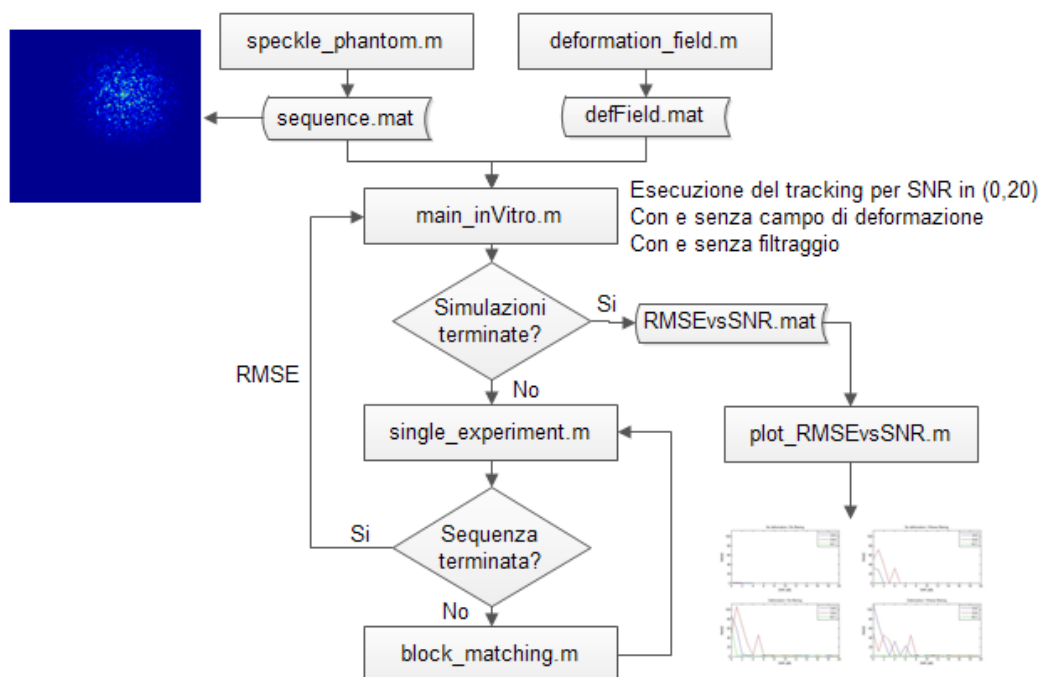 speckle_phantom.m
deformation_field.m
sequence.mat
defField.mat
main_inVitro.m
Esecuzione del tracking per SNR in (0,20)
Con e senza campo di deformazione
Con e senza filtraggio
Simulazioni
terminate?
Si
RMSEvsSNR.mat
RMSE
No
single_experiment.m
plot_RMSEvsSNR.m
Si
Sequenza
terminata?
No
block_matching.m